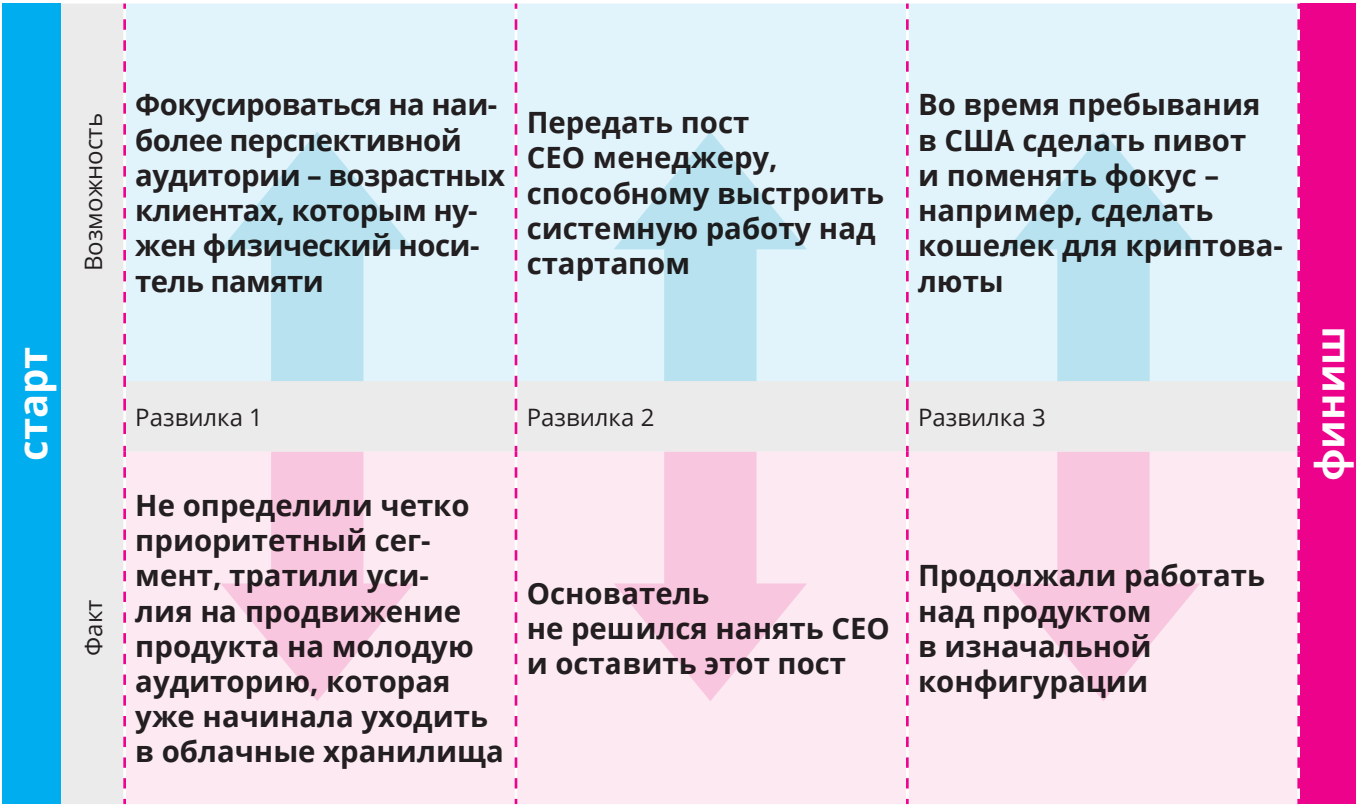 старт
Возможность
Фокусироваться на наи-
более перспективной
аудитории – возрастных
клиентах, которым ну-
жен физический носи-
тель памяти
Передать пост
СЕО менеджеру,
способному выстроить
системную работу над
стартапом
Во время пребывания
в США сделать пивот
и поменять фокус –
например, сделать
кошелек для криптова-
люты
Развилка 1
Развилка 2
Развилка 3
Факт
Не определили четко
приоритетный сег-
мент, тратили уси-
лия на продвижение
продукта на молодую
аудиторию, которая
уже начинала уходить
в облачные хранилища
Основатель
не решился нанять СЕО
и оставить этот пост
Продолжали работать
над продуктом
в изначальной
конфигурации
финиш